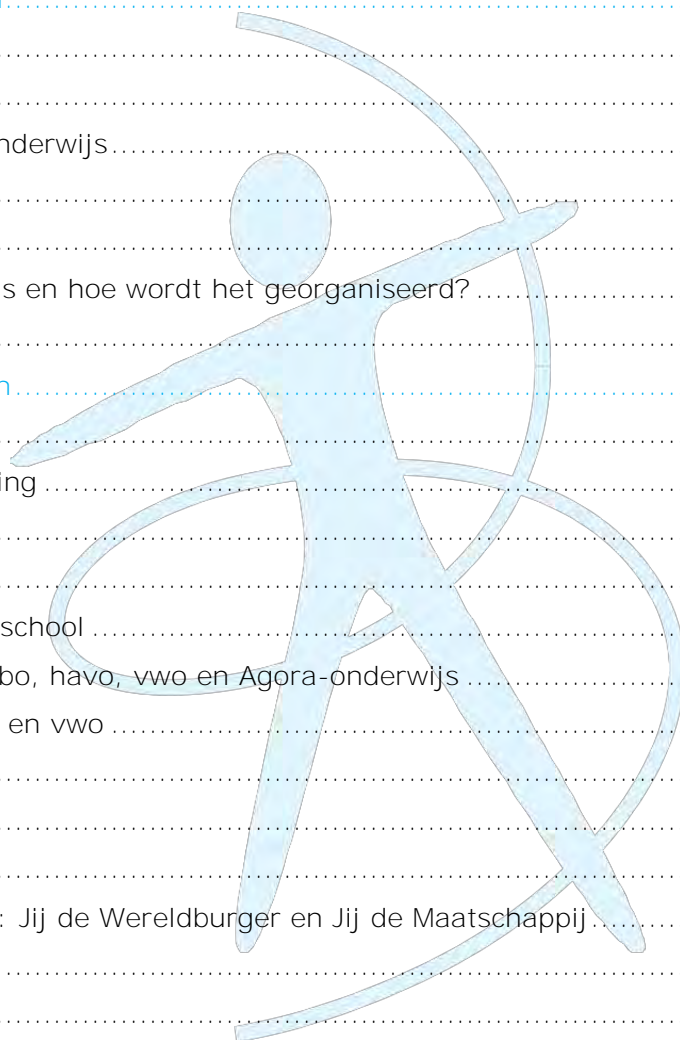 nderwijs
s en hoe wordt het georganiseerd?
n
ing
school
bo, havo, vwo en Agora-onderwijs
en vwo
: Jij de Wereldburger en Jij de Maatschappij